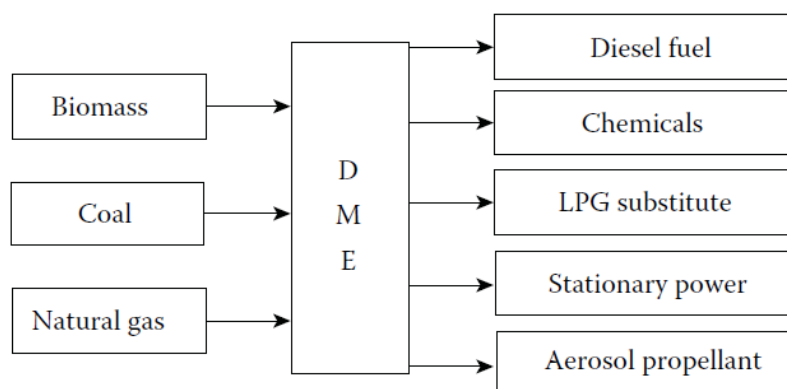 Biomass
Coal
Natural gas
D
M
E
Diesel fuel
Chemicals
LPG substitute
Stationary power
Aerosol propellant